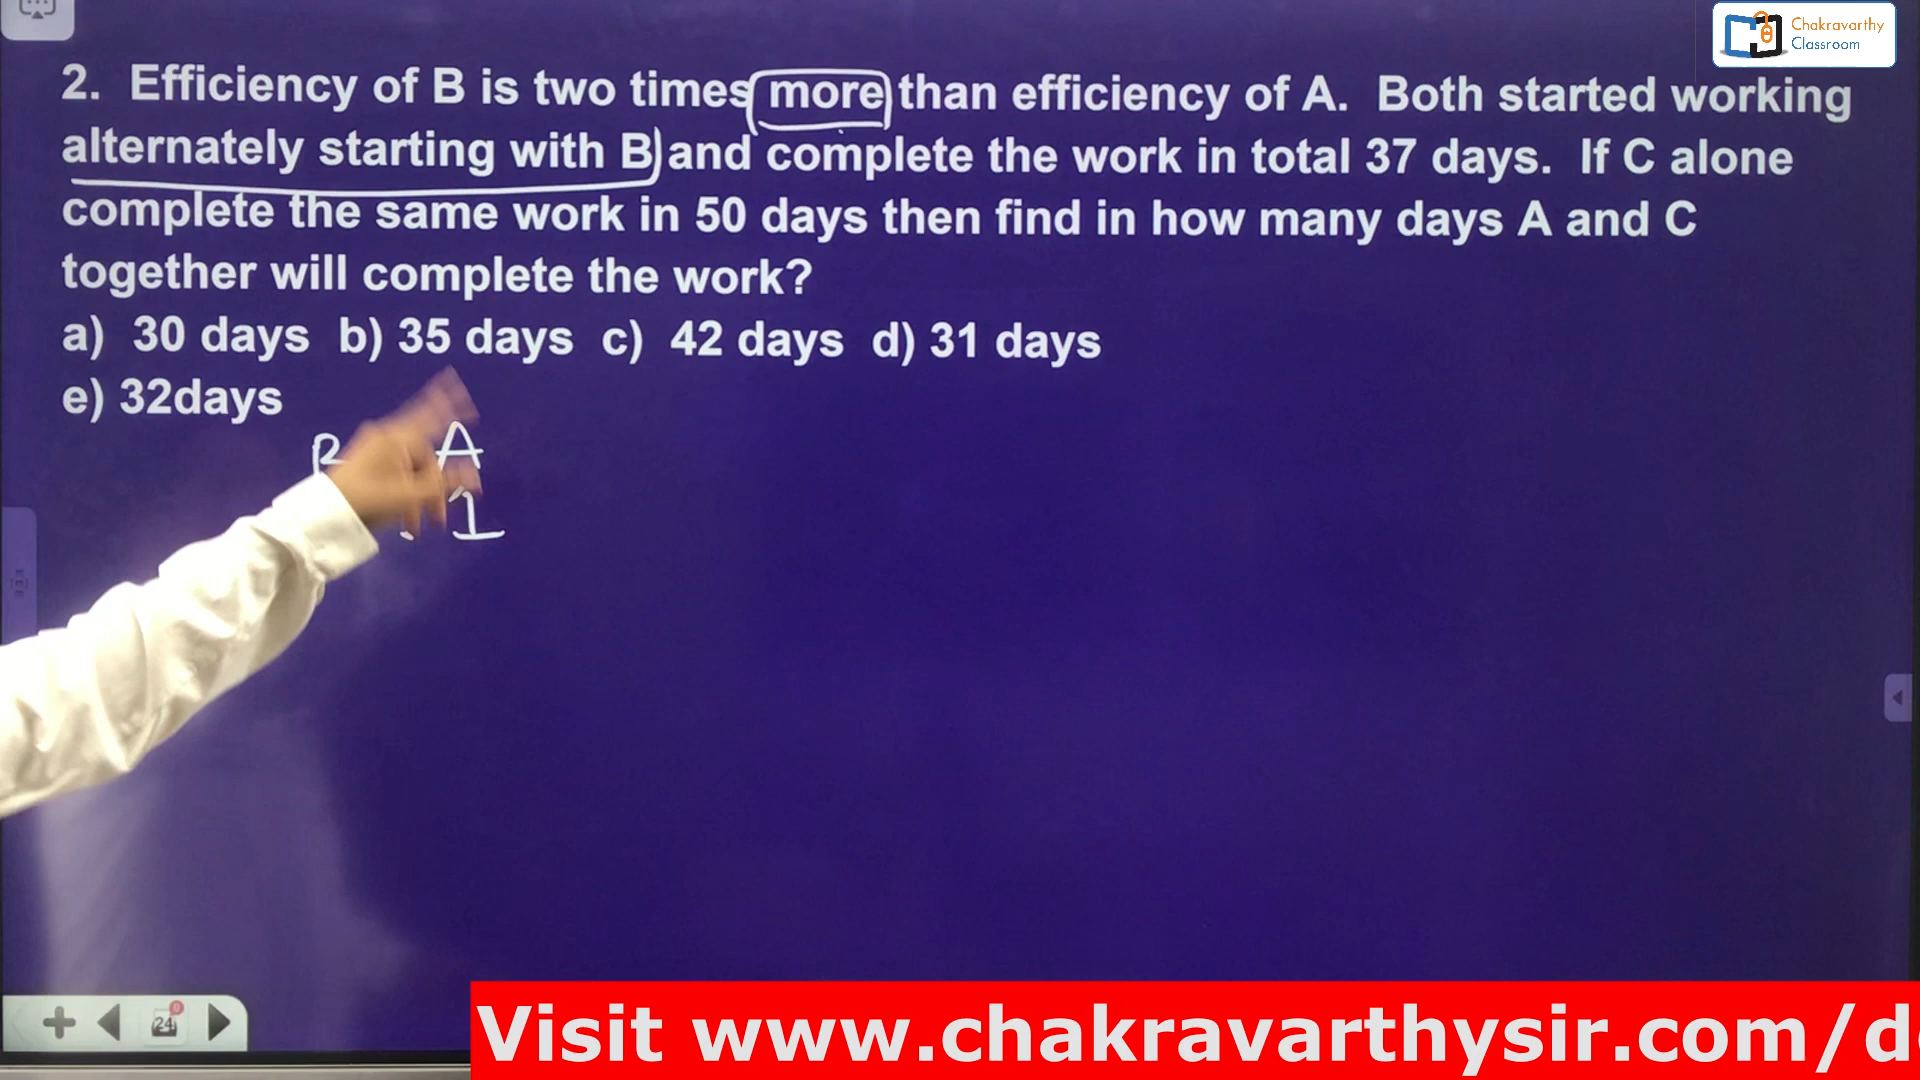 Chakravarthy
Classroom
2. Efficiency of B is two times more than efficiency of A. Both started working
alternately starting with B and complete the work in total 37 days. If C alone
complete the same work in 50 days then find in how many days A and C
together will complete the work?
a) 30 days b) 35 days c) 42 days d) 31 days
e) 32days
B A
1
24
Visit www.chakravarthysir.com/d